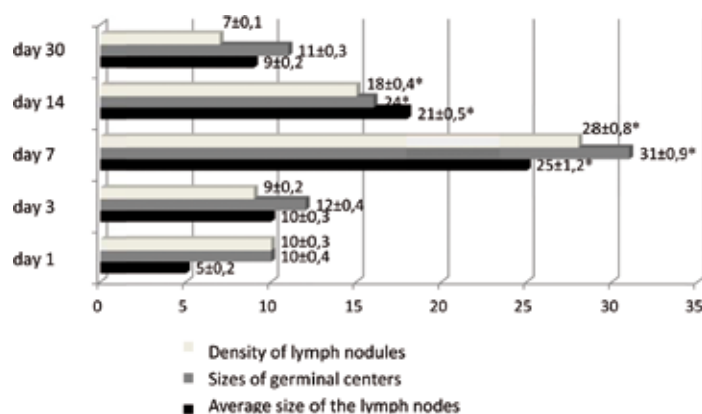 7±0,1
day 30
11±0,3
9±0,2
18±0,4*
day 14
24*
21±0,5*
28±0,8*
day 7
31±0,9*
25±1,2*
9±0,2
day 3
12±0,4
10±0,3
10±0,3
day 1
10±0,4
5±0,2
0 5 10 15 20 25 30 35
Density of lymph nodules
Sizes of germinal centers
Average size of the lymph nodes